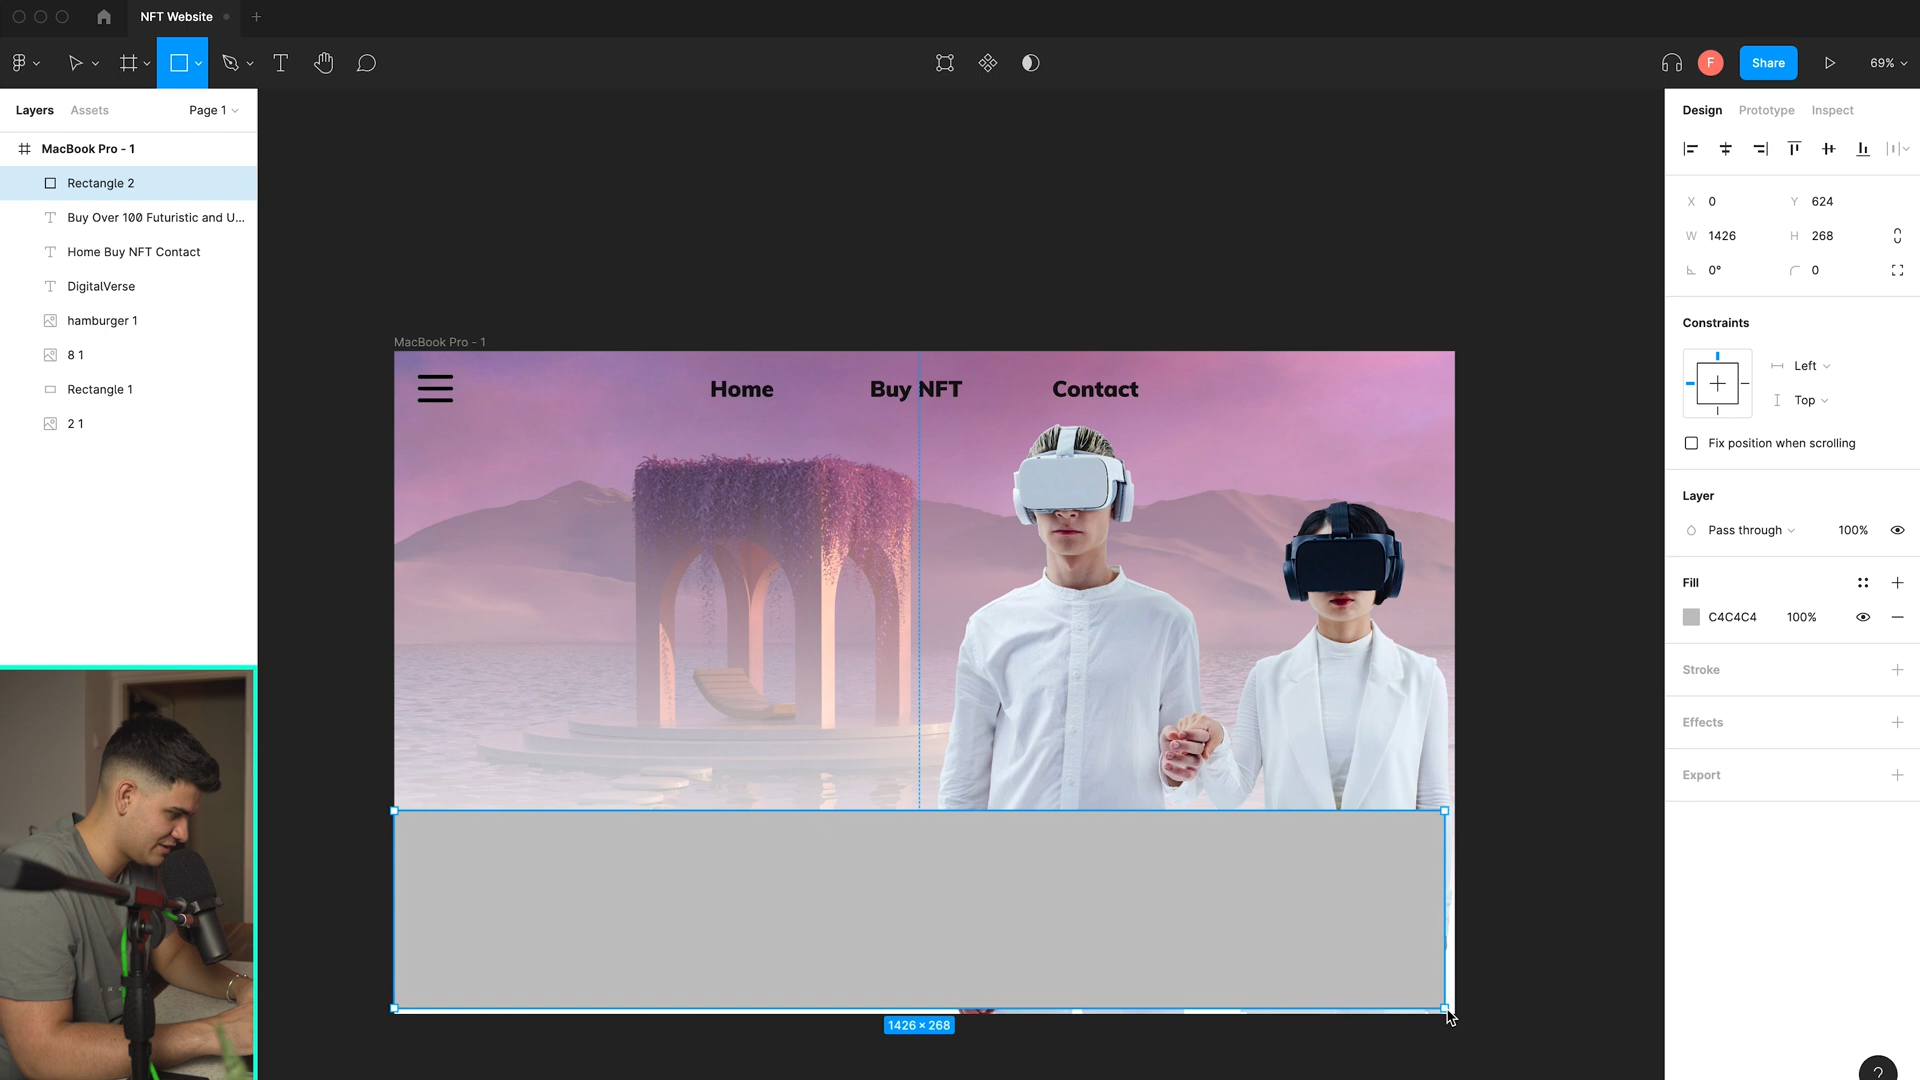 NFT Website
F
Share
69%
Layers
Assets
Page 1
MacBook Pro - 1
Rectangle 2
Buy Over 100 Futuristic and U...
Home Buy NFT Contact
DigitalVerse
hamburger 1
8 1
Rectangle 1
2 1
MacBook Pro - 1
Home
Buy NFT
Contact
1426 × 268
Design
Prototype
Inspect
X 0
Y 624
W 1426
H 268
0°
0
Constraints
Left
Top
Fix position when scrolling
Layer
Pass through
100%
Fill
C4C4C4
100%
Stroke
Effects
Export
?